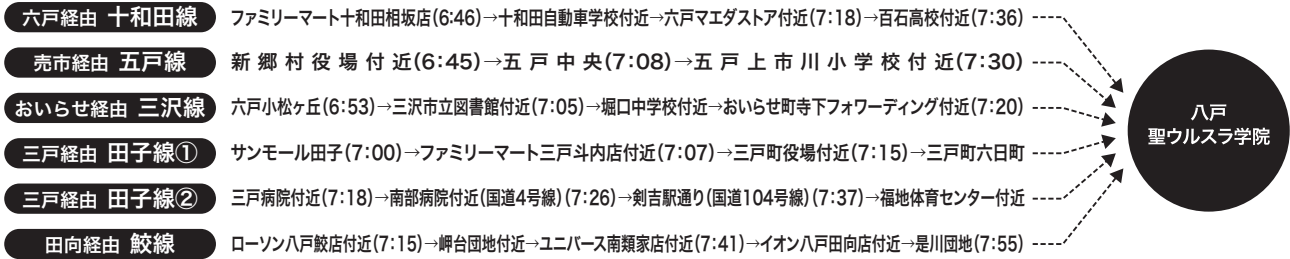 六戸経由 十和田線 ファミリーマート十和田相坂店(6:46)→十和田自動車学校付近→六戸マエダストア付近(7:18)→百石高校付近(7:36)
売市経由 五戸線 新郷村役場付近(6:45)→五戸中央(7:08)→五戸上市川小学校付近(7:30)
おいらせ経由 三沢線 六戸小松ヶ丘(6:53)→三沢市立図書館付近(7:05)→堀口中学校付近→おいらせ町寺下フォワーディング付近(7:20)
三戸経由 田子線① サンモール田子(7:00)→ファミリーマート三戸斗内店付近(7:07)→三戸町役場付近(7:15)→三戸町六日町
三戸経由 田子線② 三戸病院付近(7:18)→南部病院付近(国道4号線)(7:26)→剣吉駅通り(国道104号線)(7:37)→福地体育センター付近
田向経由 鮫線 ローソン八戸鮫店付近(7:15)→岬台団地付近→ユニバース南類家店付近(7:41)→イオン八戸田向店付近→是川団地(7:55)
八戸
聖ウルスラ学院